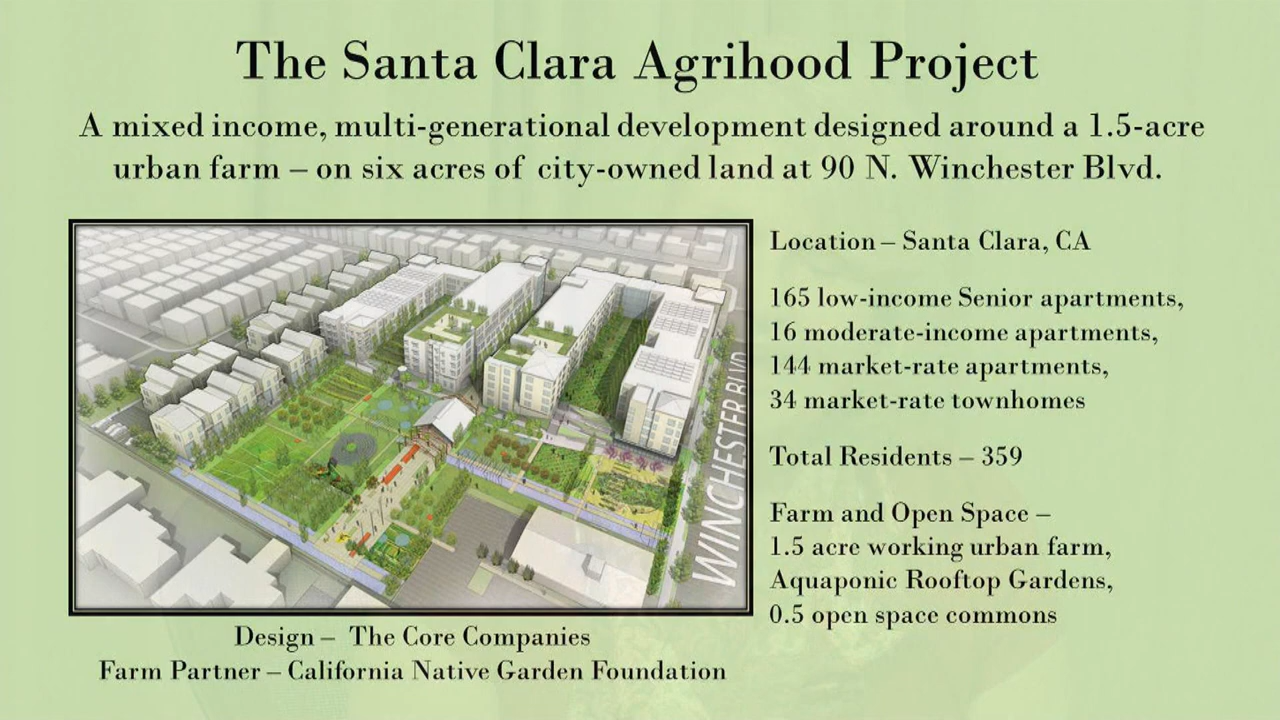 The Santa Clara Agrihood Project
A mixed income, multi-generational development designed around a 1.5-acre
urban farm – on six acres of city-owned land at 90 N. Winchester Blvd.
WINCHESTER BLVD
Location – Santa Clara, CA
165 low-income Senior apartments,
16 moderate-income apartments,
144 market-rate apartments,
34 market-rate townhomes
Total Residents – 359
Farm and Open Space –
1.5 acre working urban farm,
Aquaponic Rooftop Gardens,
0.5 open space commons
Design – The Core Companies
Farm Partner – California Native Garden Foundation